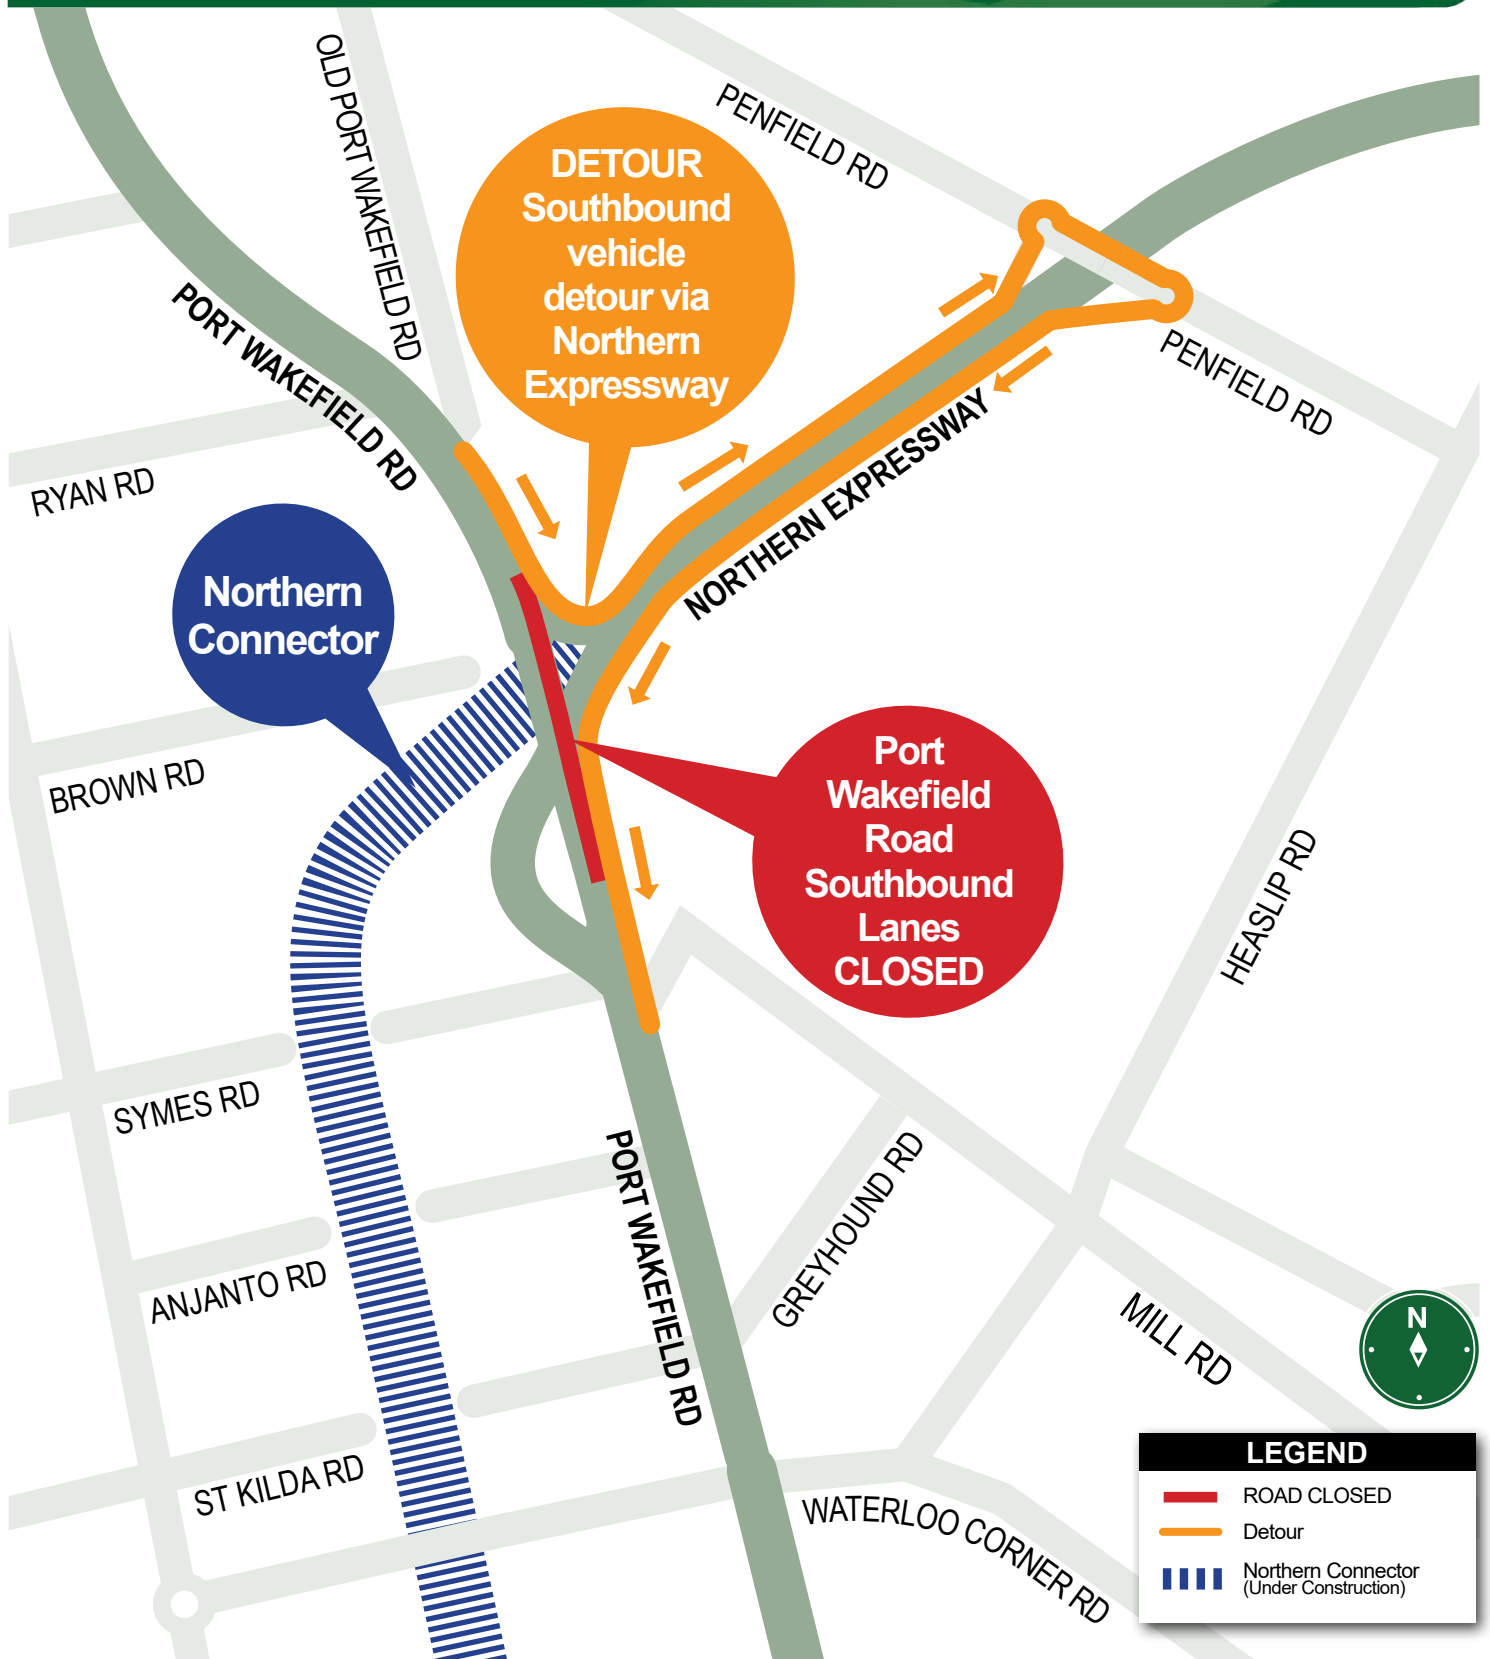 OLD PORT WAKEFIELD RD
PENFIELD RD
DETOUR
Southbound
vehicle
detour via
Northern
Expressway
PORT WAKEFIELD RD
PENFIELD RD
NORTHERN EXPRESSWAY
RYAN RD
Northern
Connector
BROWN RD
Port
Wakefield
Road
Southbound
Lanes
CLOSED
HEASLIP RD
SYMES RD
PORT WAKEFIELD RD
GREYHOUND RD
ANJANTO RD
MILL RD
N
ST KILDA RD
WATERLOO CORNER RD
LEGEND
ROAD CLOSED
Detour
Northern Connector
(Under Construction)